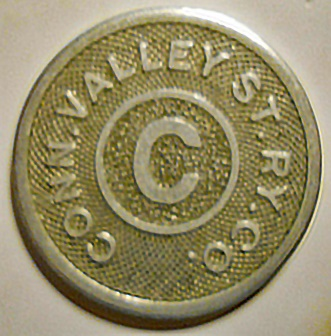 CONN. VALLEY ST. RY. CO.
C